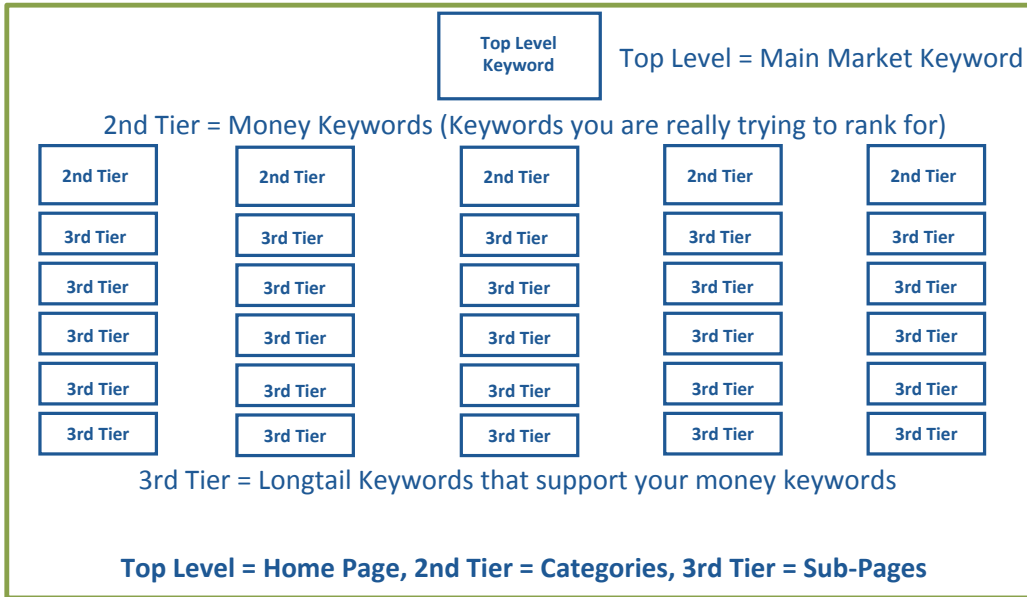 Top Level
Keyword
Top Level = Main Market Keyword
2nd Tier = Money Keywords (Keywords you are really trying to rank for)
2nd Tier 2nd Tier 2nd Tier 2nd Tier 2nd Tier
3rd Tier 3rd Tier 3rd Tier 3rd Tier 3rd Tier
3rd Tier 3rd Tier 3rd Tier 3rd Tier 3rd Tier
3rd Tier 3rd Tier 3rd Tier 3rd Tier 3rd Tier
3rd Tier 3rd Tier 3rd Tier 3rd Tier 3rd Tier
3rd Tier 3rd Tier 3rd Tier 3rd Tier 3rd Tier
3rd Tier = Longtail Keywords that support your money keywords
Top Level = Home Page, 2nd Tier = Categories, 3rd Tier = Sub-Pages